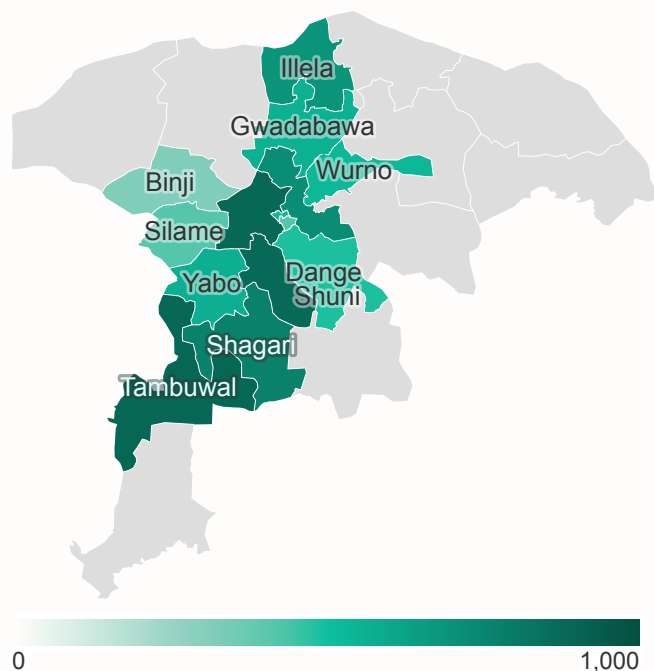 Illela
Gwadabawa
Wurno
Binji
Silame
Dange
Shuni
Yabo
Shagari
Tambuwal
0
1,000